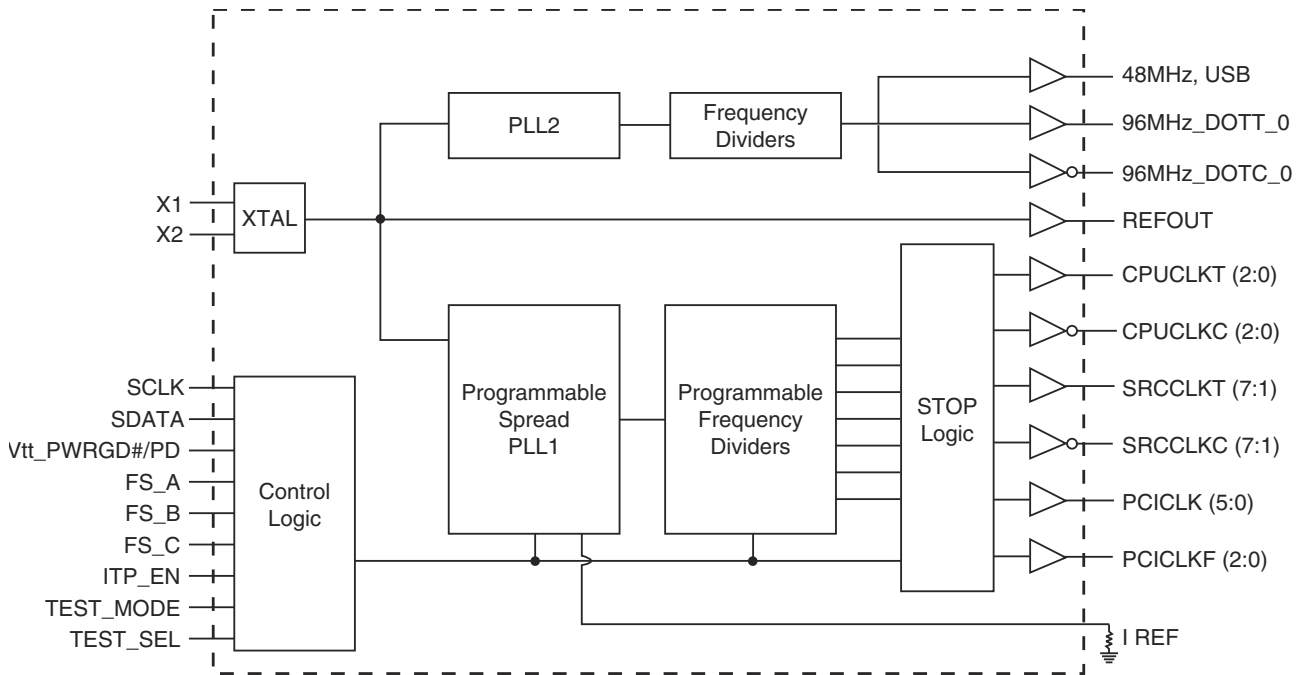 48MHz, USB
PLL2
Frequency
Dividers
96MHz_DOTT_0
96MHz_DOTC_0
X1
X2
XTAL
REFOUT
CPUCLKT (2:0)
CPUCLKC (2:0)
SRCCLKT (7:1)
SRCCLKC (7:1)
PCICLK (5:0)
PCICLKF (2:0)
Programmable
Spread
PLL1
Programmable
Frequency
Dividers
STOP
Logic
SCLK
SDATA
Vtt_PWRGD#/PD
FS_A
FS_B
FS_C
ITP_EN
TEST_MODE
TEST_SEL
Control
Logic
I REF